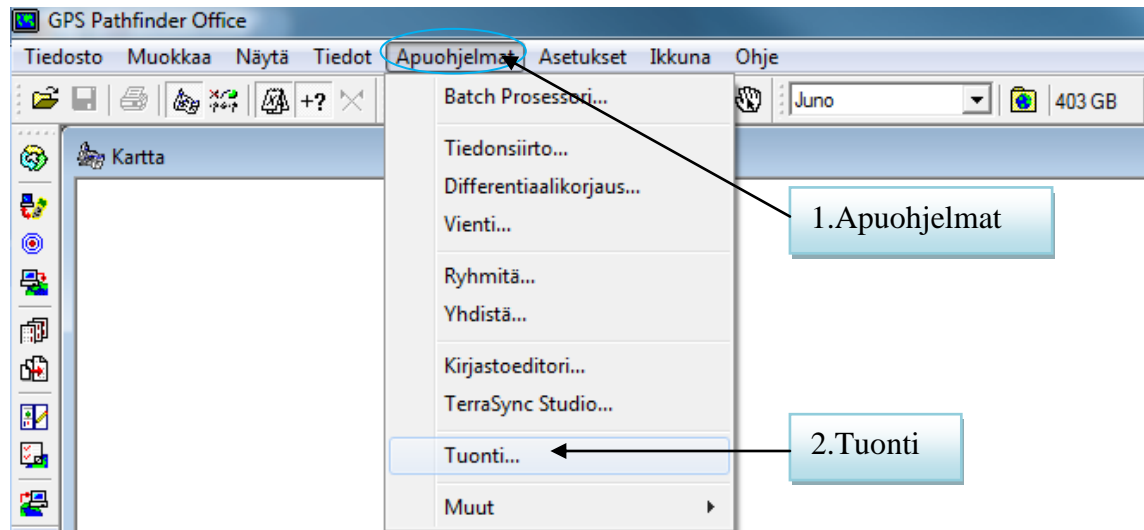 GPS Pathfinder Office
Tiedosto Muokkaa Näytä Tiedot Apuohjelmat Asetukset Ikkuna Ohje
+? Juno 403 GB
Kartta
Batch Prosessori...
Tiedonsiirto...
Differentiaalikorjaus...
Vienti...
1.Apuohjelmat
Ryhmitä...
Yhdistä...
Kirjastoeditori...
TerraSync Studio...
Tuonti...
2.Tuonti
Muut